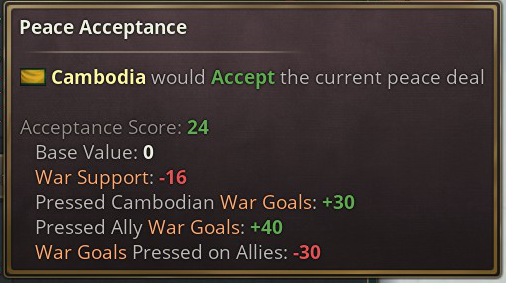 Peace Acceptance
Cambodia would Accept the current peace deal
Acceptance Score: 24
Base Value: 0
War Support: -16
Pressed Cambodian War Goals: +30
Pressed Ally War Goals: +40
War Goals Pressed on Allies: -30